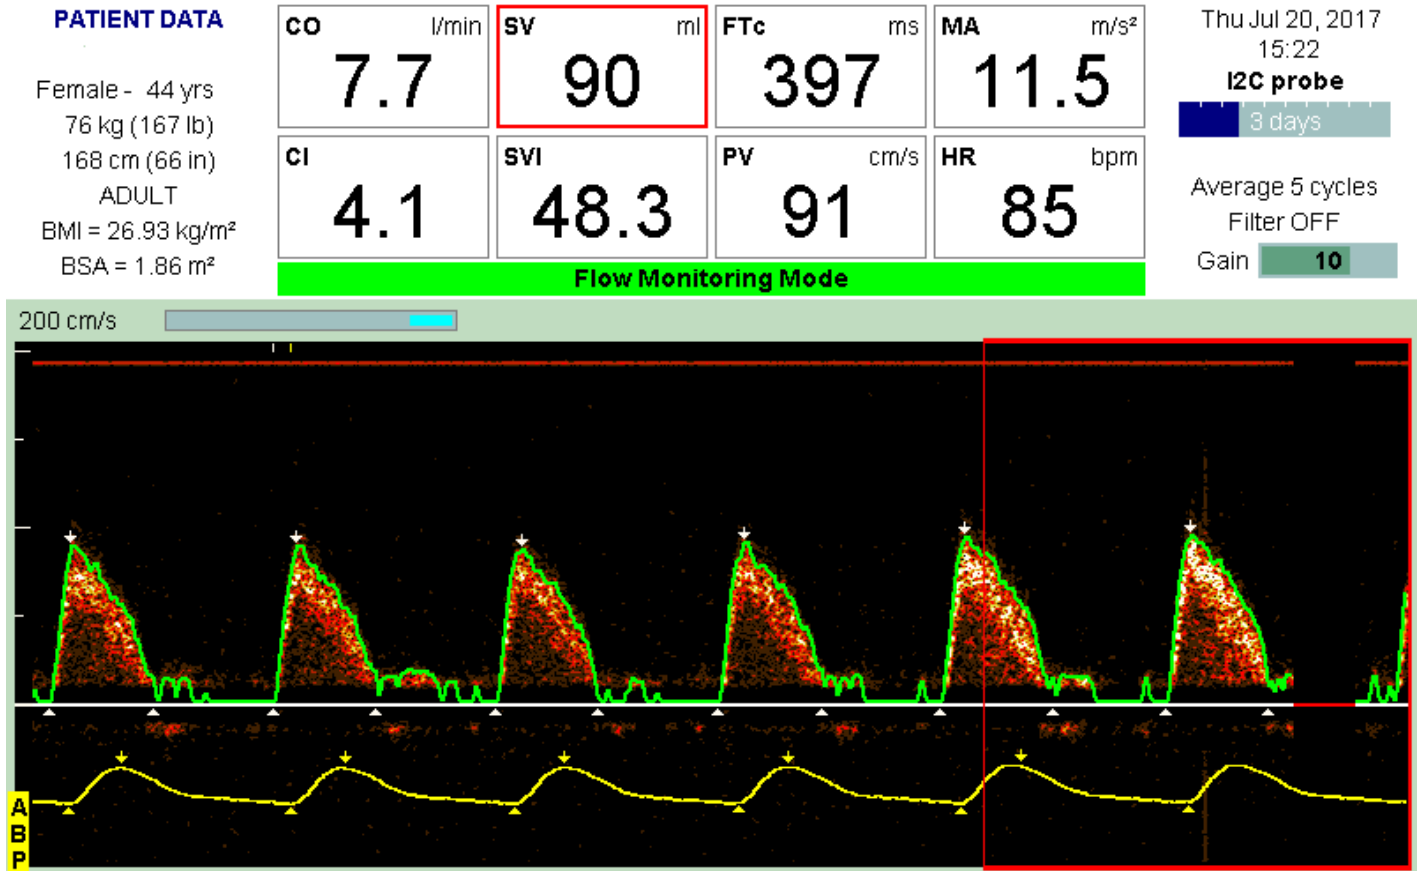 PATIENT DATA
Female - 44 yrs
76 kg (167 lb)
168 cm (66 in)
ADULT
BMI = 26.93 kg/m²
BSA = 1.86 m²
CO l/min
7.7
SV ml
90
FTc ms
397
MA m/s²
11.5
CI
4.1
SVI
48.3
PV cm/s
91
HR bpm
85
Flow Monitoring Mode
Thu Jul 20, 2017
15:22
I2C probe
3 days
Average 5 cycles
Filter OFF
Gain 10
200 cm/s
A
B
P